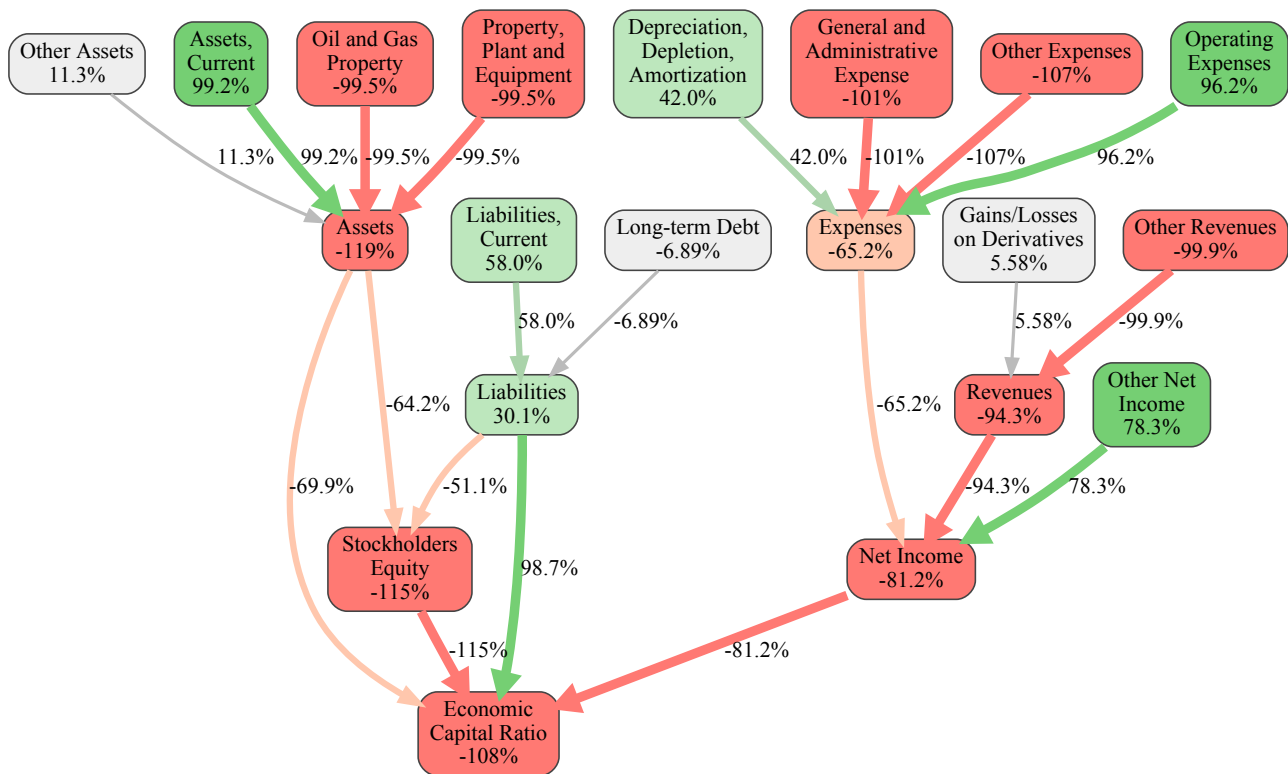 Other Assets
11.3%
Assets,
Current
99.2%
Oil and Gas
Property
-99.5%
Property,
Plant and
Equipment
-99.5%
Depreciation,
Depletion,
Amortization
42.0%
General and
Administrative
Expense
-101%
Other Expenses
-107%
Operating
Expenses
96.2%
11.3%
99.2%
-99.5%
-99.5%
42.0%
-101%
-107%
96.2%
Assets
-119%
Liabilities,
Current
58.0%
Long-term Debt
-6.89%
Expenses
-65.2%
Gains/Losses
on Derivatives
5.58%
Other Revenues
-99.9%
58.0%
-6.89%
5.58%
-99.9%
-64.2%
Liabilities
30.1%
-65.2%
Revenues
-94.3%
Other Net
Income
78.3%
-69.9%
-51.1%
-94.3%
78.3%
Stockholders
Equity
-115%
98.7%
Net Income
-81.2%
-115%
-81.2%
Economic
Capital Ratio
-108%